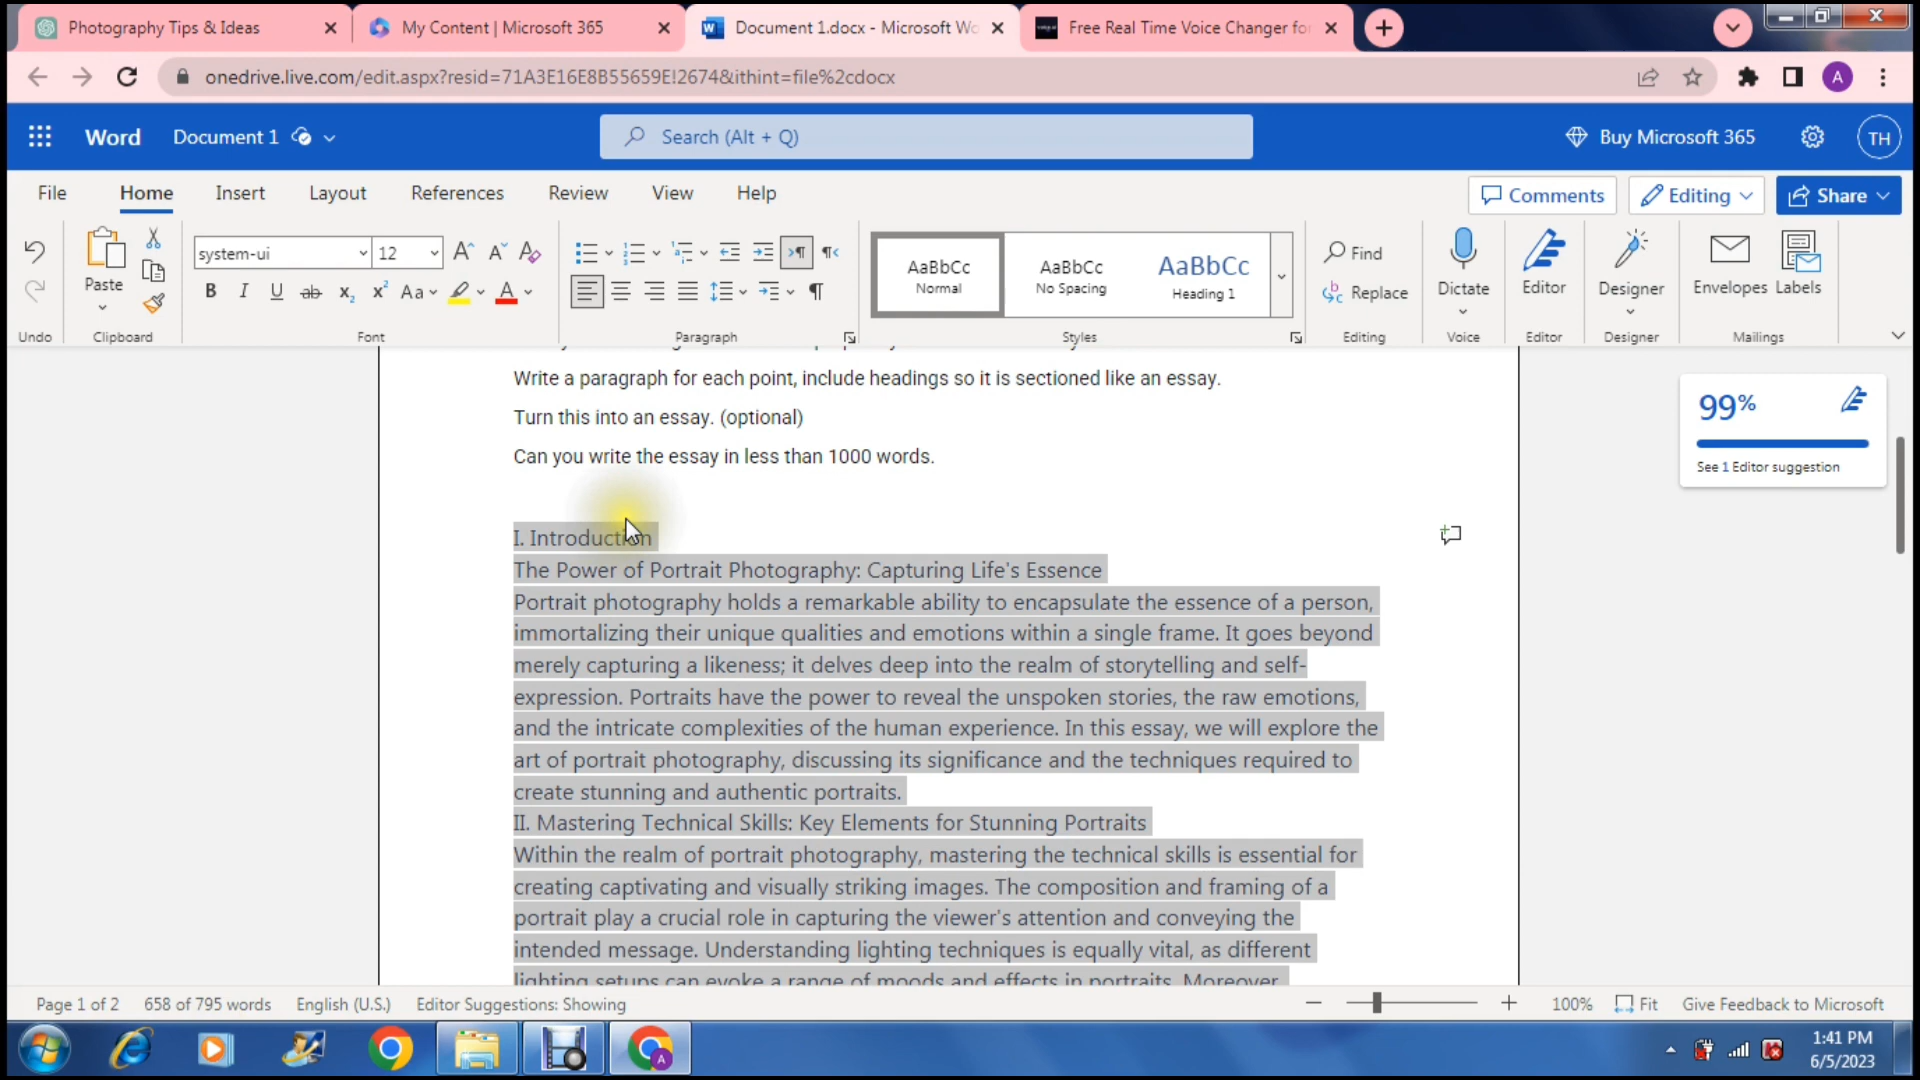 Photography Tips & Ideas
My Content | Microsoft 365
Document 1.docx - Microsoft Wo
Free Real Time Voice Changer for
onedrive.live.com/edit.aspx?resid=71A3E16E8B55659E!2674&ithint=file%2cdocx
A
Word
Document 1
Search (Alt + Q)
Buy Microsoft 365
TH
File
Home
Insert
Layout
References
Review
View
Help
Comments
Editing
Share
Paste
system-ui
12
AaBbCc
Normal
AaBbCc
No Spacing
AaBbCc
Heading 1
Find
Replace
Dictate
Editor
Designer
Envelopes
Labels
Undo
Clipboard
Font
Paragraph
Styles
Editing
Voice
Editor
Designer
Mailings
Write a paragraph for each point, include headings so it is sectioned like an essay.
Turn this into an essay. (optional)
Can you write the essay in less than 1000 words.
99%
See 1 Editor suggestion
I. Introduction
The Power of Portrait Photography: Capturing Life's Essence
Portrait photography holds a remarkable ability to encapsulate the essence of a person,
immortalizing their unique qualities and emotions within a single frame. It goes beyond
merely capturing a likeness; it delves deep into the realm of storytelling and self-
expression. Portraits have the power to reveal the unspoken stories, the raw emotions,
and the intricate complexities of the human experience. In this essay, we will explore the
art of portrait photography, discussing its significance and the techniques required to
create stunning and authentic portraits.
II. Mastering Technical Skills: Key Elements for Stunning Portraits
Within the realm of portrait photography, mastering the technical skills is essential for
creating captivating and visually striking images. The composition and framing of a
portrait play a crucial role in capturing the viewer's attention and conveying the
intended message. Understanding lighting techniques is equally vital, as different
lighting setups can evoke a range of moods and effects in portraits. Moreover,
Page 1 of 2
658 of 795 words
English (U.S.)
Editor Suggestions: Showing
100%
Fit
Give Feedback to Microsoft
1:41 PM
6/5/2023